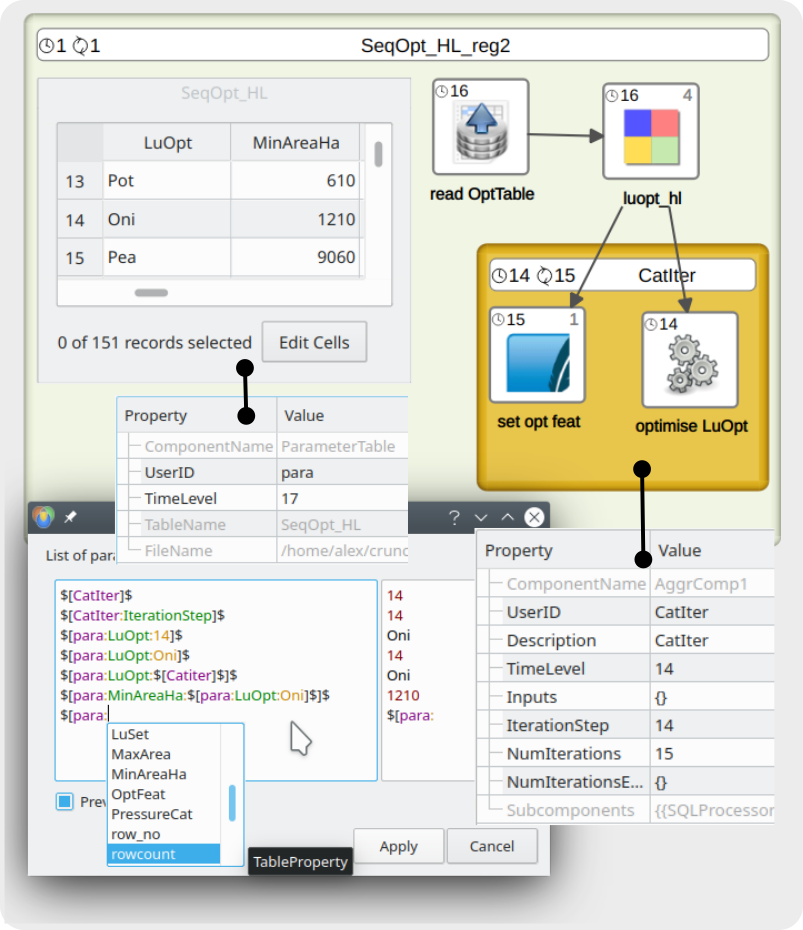 1 1 SeqOpt_HL_reg2
SeqOpt_HL
LuOpt MinAreaHa
13 Pot 610
14 Oni 1210
15 Pea 9060
0 of 151 records selected Edit Cells
16
read OptTable
16 4
luopt_hl
14 15 CatIter
15 1
set opt feat
14
optimise LuOpt
Property Value
ComponentName ParameterTable
UserID para
TimeLevel 17
TableName SeqOpt_HL
FileName /home/alex/crunc
?
List of para
$[CatIter]$ 14
$[CatIter:IterationStep]$ 14
$[para:LuOpt:14]$ Oni
$[para:LuOpt:Oni]$ 14
$[para:LuOpt:$[Catiter]$]$ Oni
$[para:MinAreaHa:$[para:LuOpt:Oni]$]$ 1210
$[para: $[para:
LuSet
MaxArea
MinAreaHa
OptFeat
PressureCat
row_no
rowcount
Prev
TableProperty
Apply Cancel
Property Value
ComponentName AggrComp1
UserID CatIter
Description CatIter
TimeLevel 14
Inputs {}
IterationStep 14
NumIterations 15
NumIterationsE... {}
Subcomponents {{SQLProcessor